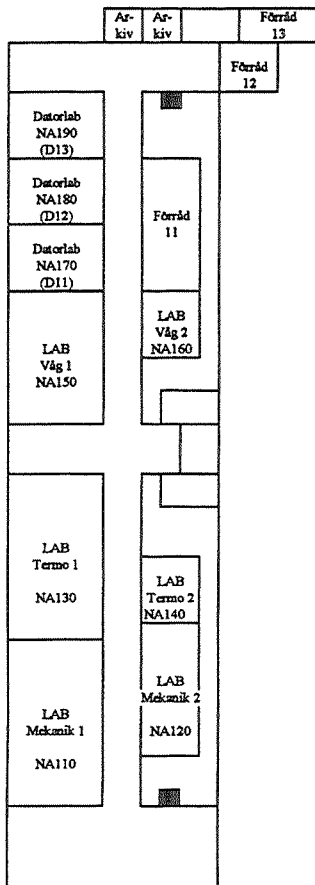 Ar-
kiv
Ar-
kiv
Förråd
13
Förråd
12
Datorlab
NA190
(D13)
Datorlab
NA180
(D12)
Datorlab
NA170
(D11)
Förråd
11
LAB
Våg 1
NA150
LAB
Våg 2
NA160
LAB
Termo 1
NA130
LAB
Termo 2
NA140
LAB
Mekanik 1
NA110
LAB
Mekanik 2
NA120